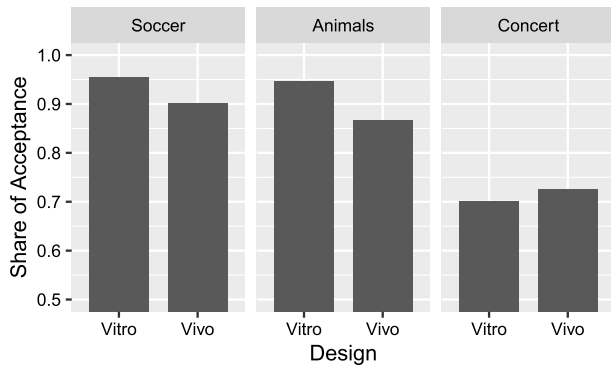 Soccer Animals Concert
Share of Acceptance
1.0
0.9
0.8
0.7
0.6
0.5
Vitro Vivo Vitro Vivo Vitro Vivo
Design